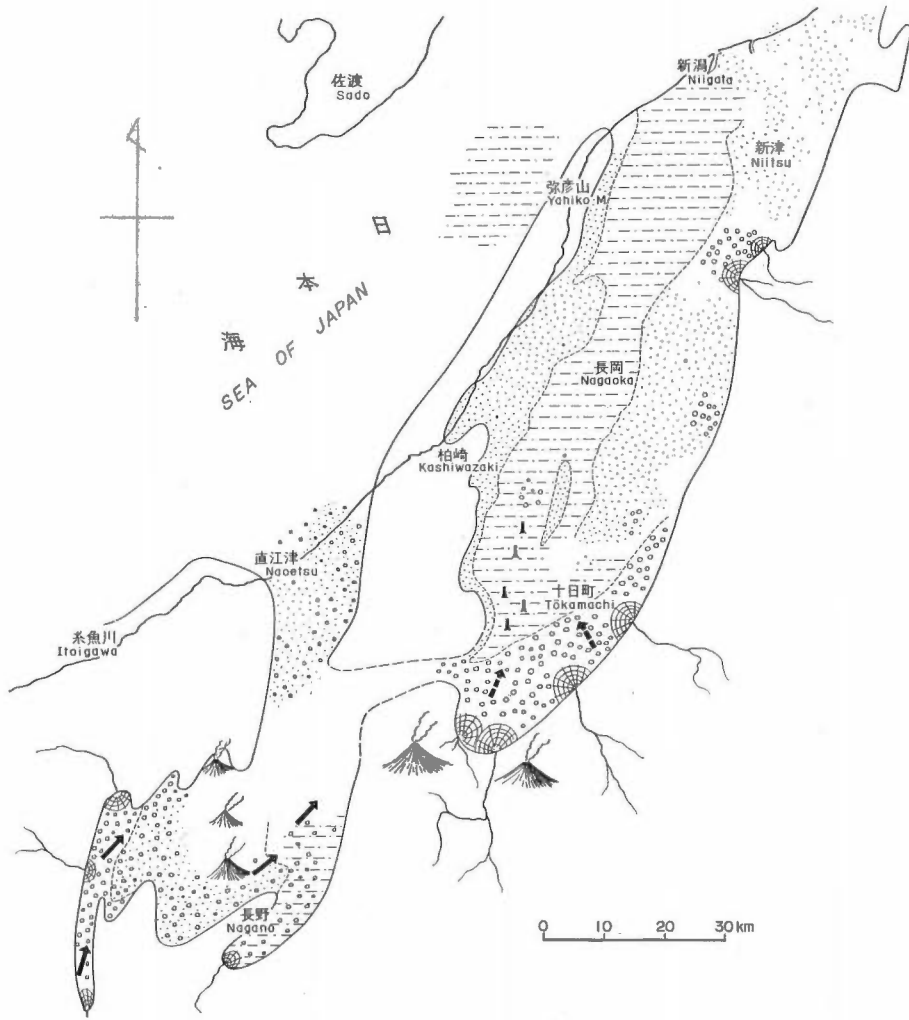 佐渡
Sado
新潟
Niigata
新津
Niitsu
弥彦山
Yahiko M.
日本海
SEA OF JAPAN
長岡
Nagaoka
柏崎
Kashiwazaki
直江津
Naoetsu
十日町
Tōkamachi
糸魚川
Itoigawa
長野
Nagano
0 10 20 30 km